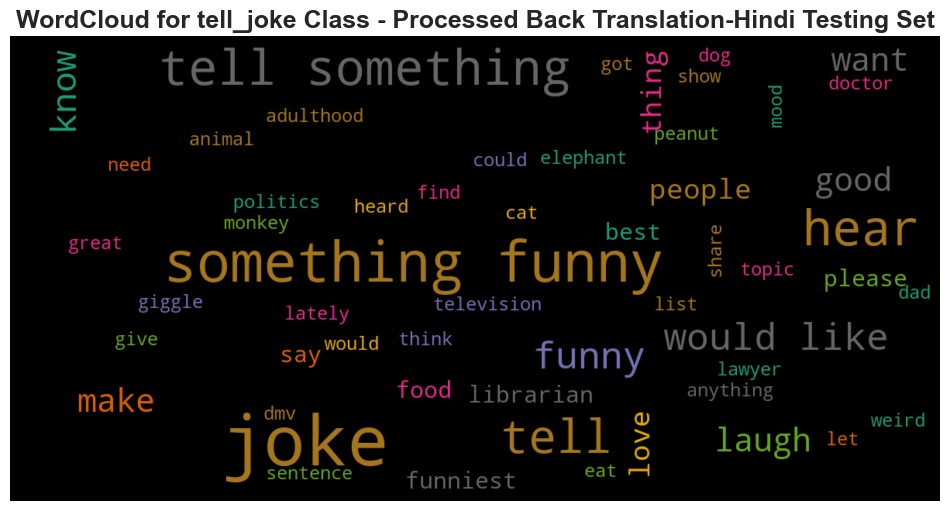 WordCloud for tell_joke Class - Processed Back Translation-Hindi Testing Set
know
tell something
got
thing
dog
show
want
doctor
mood
adulthood
animal
peanut
need
could
elephant
find
people
good
politics
heard
cat
monkey
best
hear
great
something funny
share
topic
please
dad
giggle
television
list
lately
give
would
think
say
funny
would like
lawyer
make
food
librarian
anything
dmv
joke
tell
love
laugh
let
weird
sentence
funniest
eat